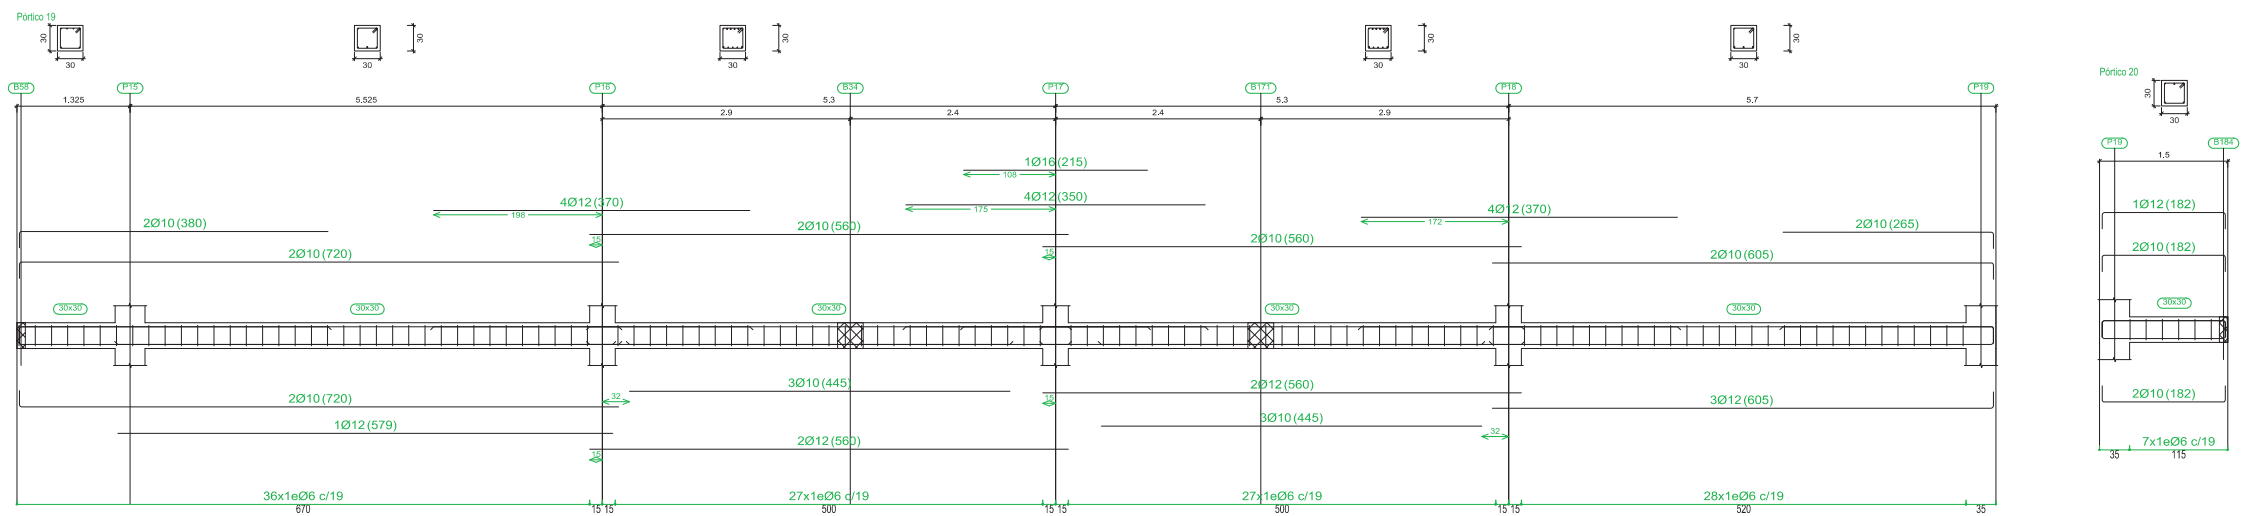 Pórtico 19
30
30
30
30
30
30
30
30
30
30
Pórtico 20
30
30
B58
P15
P16
B34
P17
B171
P18
P19
1.325
5.525
5.3
5.3
5.7
2.9
2.4
2.4
2.9
P19
B184
1.5
1Ø16(215)
108
4Ø12(370)
198
4Ø12(350)
175
4Ø12(370)
172
2Ø10(380)
2Ø10(560)
15
2Ø10(560)
15
2Ø10(265)
2Ø10(720)
2Ø10(605)
1Ø12(182)
2Ø10(182)
30x30
30x30
30x30
30x30
30x30
30x30
3Ø10(445)
32
2Ø12(560)
15
2Ø10(720)
3Ø12(605)
2Ø10(182)
1Ø12(579)
3Ø10(445)
32
2Ø12(560)
15
7x1eØ6 c/19
35
115
36x1eØ6 c/19
27x1eØ6 c/19
27x1eØ6 c/19
28x1eØ6 c/19
670
15 15
500
15 15
500
15 15
520
35